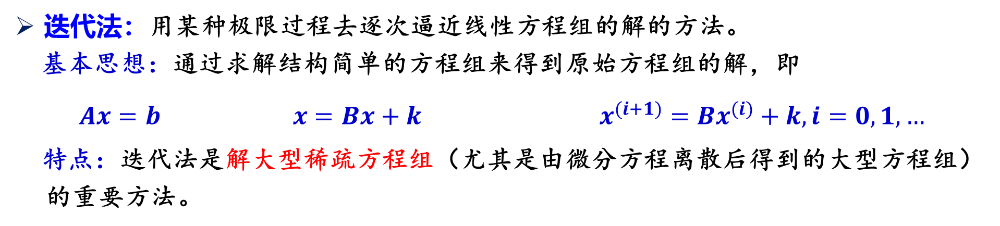 ➢ 迭代法：用某种极限过程去逐次逼近线性方程组的解的方法。
基本思想：通过求解结构简单的方程组来得到原始方程组的解，即
Ax = b x = Bx + k x^(i+1) = Bx^(i) + k, i = 0, 1, …
特点：迭代法是解大型稀疏方程组（尤其是由微分方程离散后得到的大型方程组）
的重要方法。